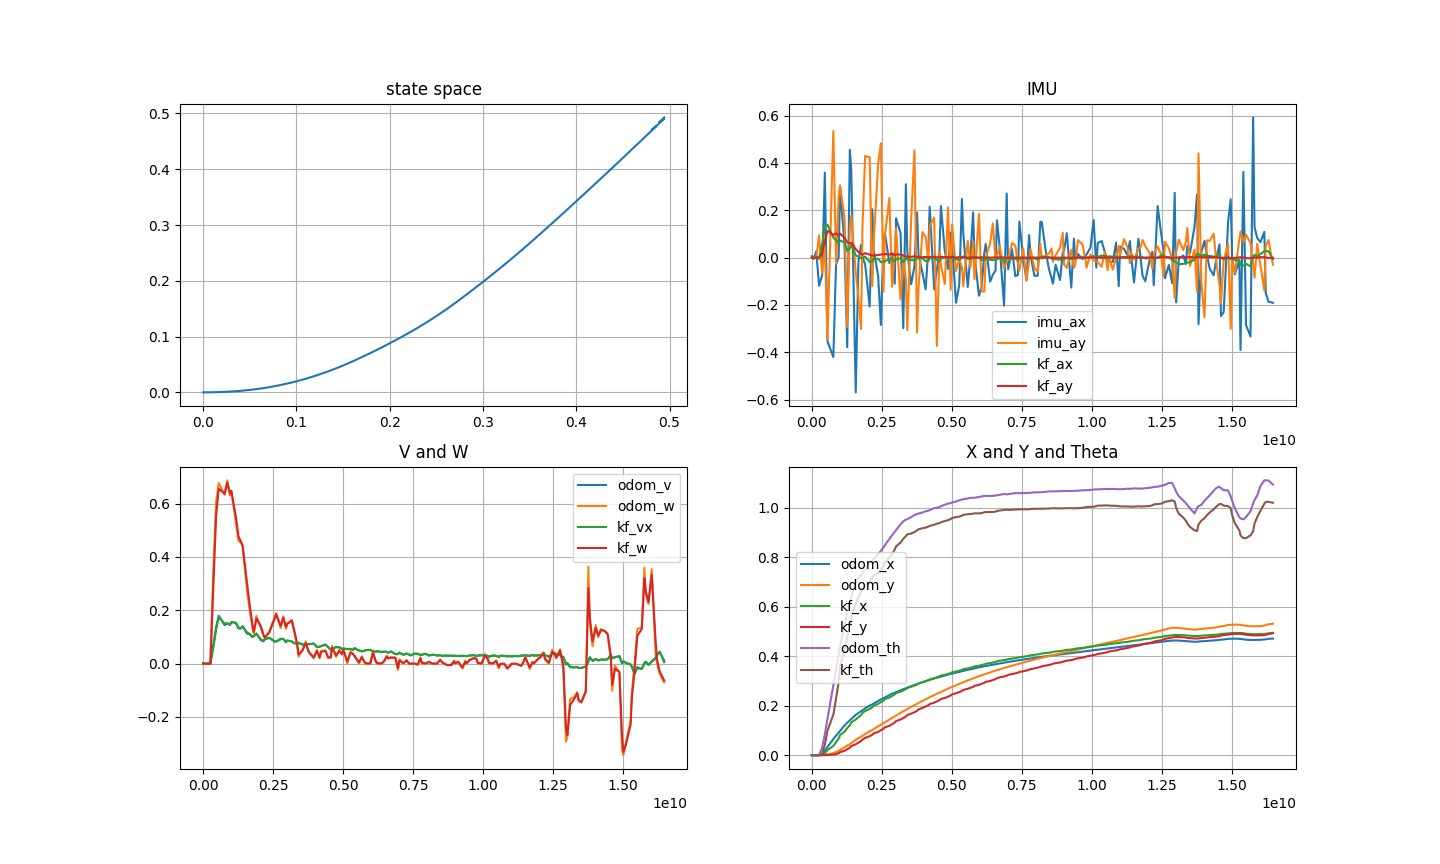 state space
0.5
0.4
0.3
0.2
0.1
0.0
0.0 0.1 0.2 0.3 0.4 0.5
IMU
0.6
0.4
0.2
0.0
−0.2
−0.4
−0.6
imu_ax
imu_ay
kf_ax
kf_ay
0.00 0.25 0.50 0.75 1.00 1.25 1.50
1e10
V and W
0.6
0.4
0.2
0.0
−0.2
odom_v
odom_w
kf_vx
kf_w
0.00 0.25 0.50 0.75 1.00 1.25 1.50
1e10
X and Y and Theta
1.0
0.8
0.6
0.4
0.2
0.0
odom_x
odom_y
kf_x
kf_y
odom_th
kf_th
0.00 0.25 0.50 0.75 1.00 1.25 1.50
1e10